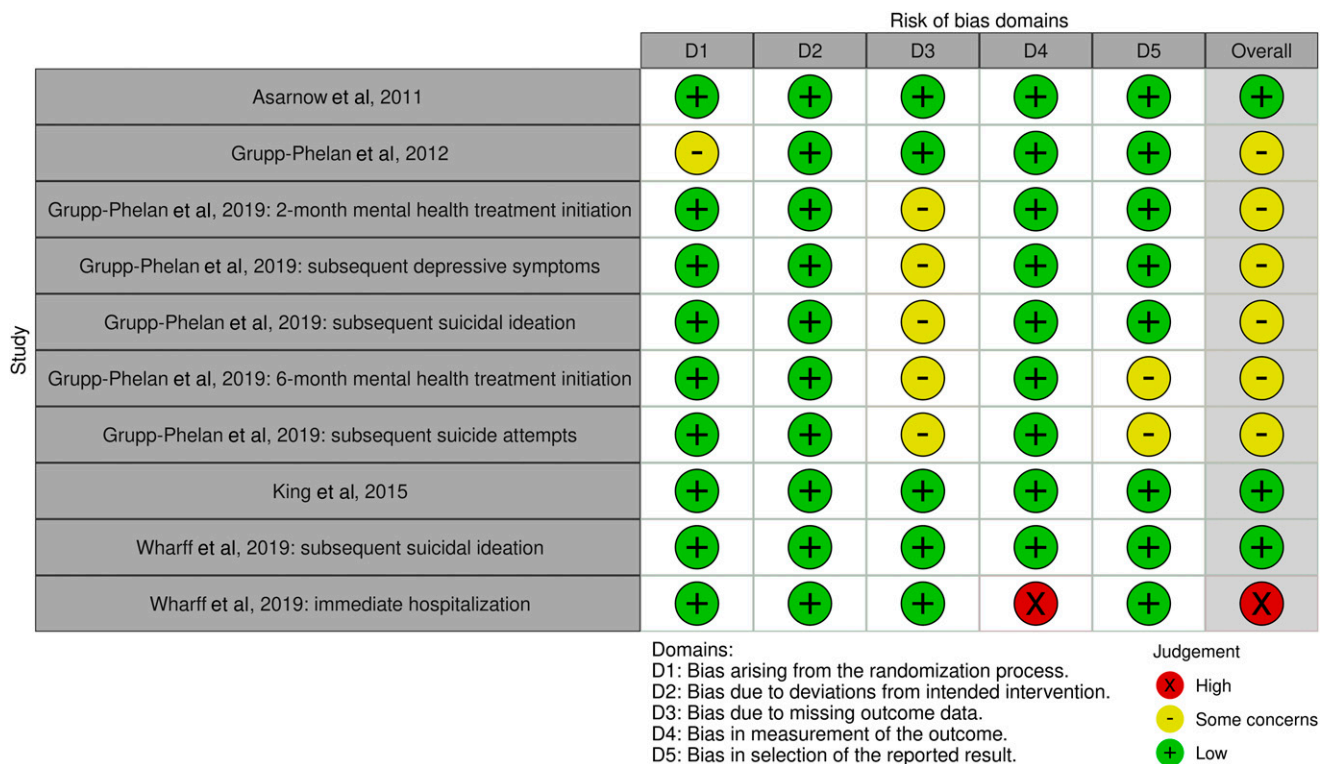 Risk of bias domains
D1 D2 D3 D4 D5 Overall
Asarnow et al, 2011 + + + + + +
Grupp-Phelan et al, 2012 - + + + + -
Grupp-Phelan et al, 2019: 2-month mental health treatment initiation + + - + + -
Grupp-Phelan et al, 2019: subsequent depressive symptoms + + - + + -
Grupp-Phelan et al, 2019: subsequent suicidal ideation + + - + + -
Grupp-Phelan et al, 2019: 6-month mental health treatment initiation + + - + - -
Grupp-Phelan et al, 2019: subsequent suicide attempts + + - + - -
King et al, 2015 + + + + + +
Wharff et al, 2019: subsequent suicidal ideation + + + + + +
Wharff et al, 2019: immediate hospitalization + + + X + X
Study
Domains:
D1: Bias arising from the randomization process.
D2: Bias due to deviations from intended intervention.
D3: Bias due to missing outcome data.
D4: Bias in measurement of the outcome.
D5: Bias in selection of the reported result.
Judgement
X High
- Some concerns
+ Low